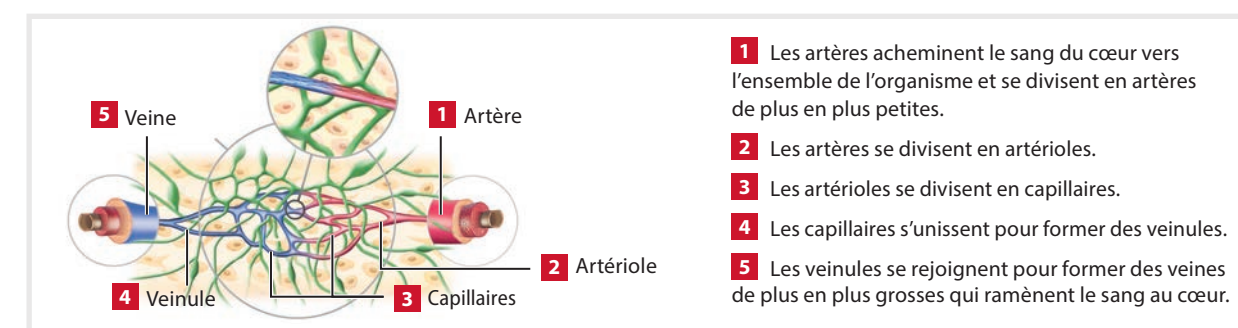 5 Veine
1 Artère
2 Artériole
4 Veinule
3 Capillaires
1 Les artères acheminent le sang du cœur vers
l’ensemble de l’organisme et se divisent en artères
de plus en plus petites.
2 Les artères se divisent en artérioles.
3 Les artérioles se divisent en capillaires.
4 Les capillaires s’unissent pour former des veinules.
5 Les veinules se rejoignent pour former des veines
de plus en plus grosses qui ramènent le sang au cœur.